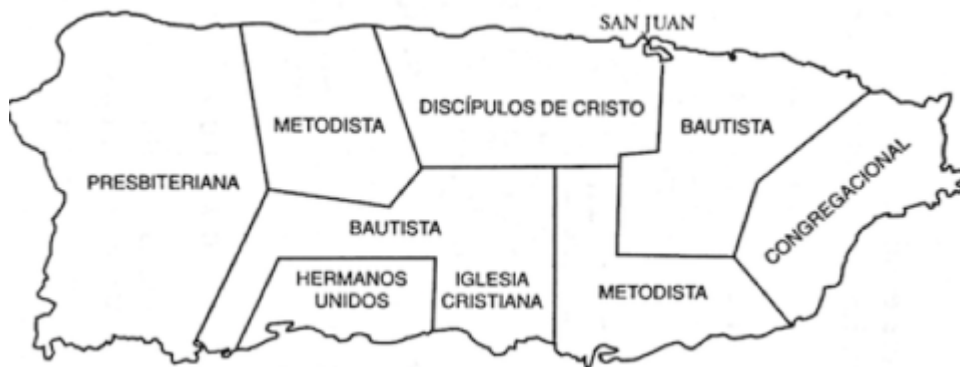 SAN JUAN
DISCÍPULOS DE CRISTO
METODISTA
BAUTISTA
PRESBITERIANA
CONGREGACIONAL
BAUTISTA
HERMANOS
UNIDOS
IGLESIA
CRISTIANA
METODISTA